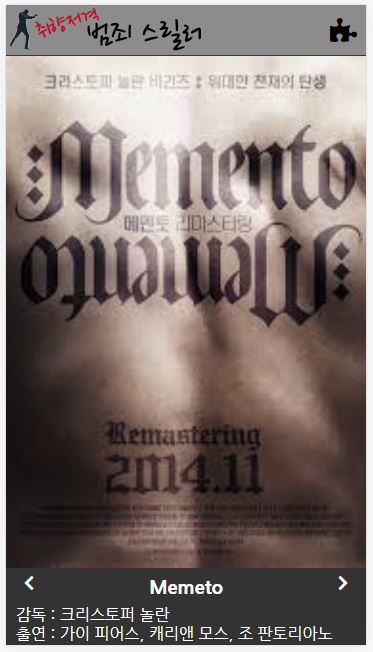 취향저격 범죄 스릴러
크리스토퍼 놀란 비긴즈 : 위대한 천재의 탄생
Memento
메멘토 리마스터링
Memento
Remastering
2014.11
Memeto
감독 : 크리스토퍼 놀란
출연 : 가이 피어스, 캐리앤 모스, 조 판토리아노